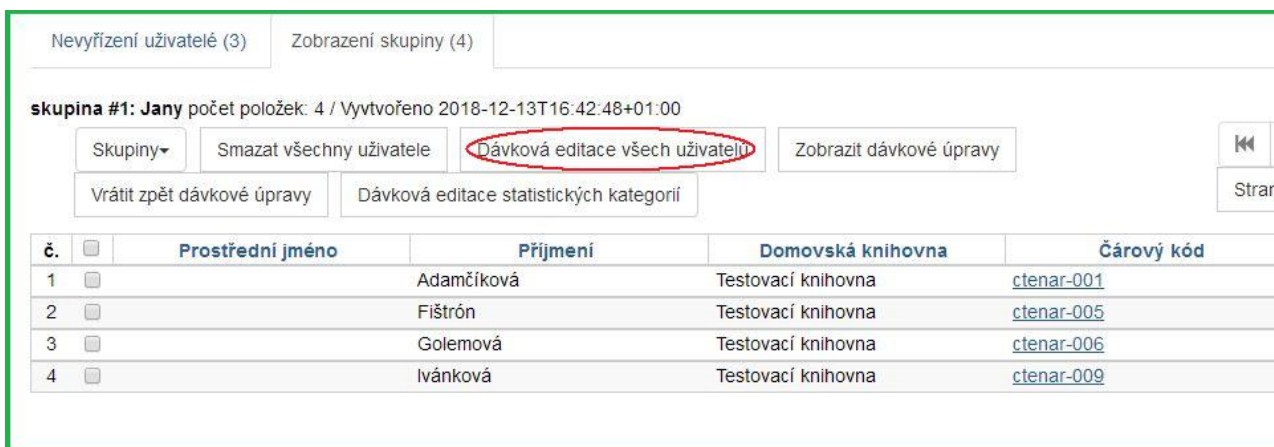 Nevyřízení uživatelé (3) Zobrazení skupiny (4)
skupina #1: Jany počet položek: 4 / Vyvtvořeno 2018-12-13T16:42:48+01:00
Skupiny Smazat všechny uživatele Dávková editace všech uživatelů Zobrazit dávkové úpravy
Vrátit zpět dávkové úpravy Dávková editace statistických kategorií Stran
č. Prostřední jméno Příjmení Domovská knihovna Čárový kód
1 Adamčíková Testovací knihovna ctenar-001
2 Fištrón Testovací knihovna ctenar-005
3 Golemová Testovací knihovna ctenar-006
4 Ivánková Testovací knihovna ctenar-009